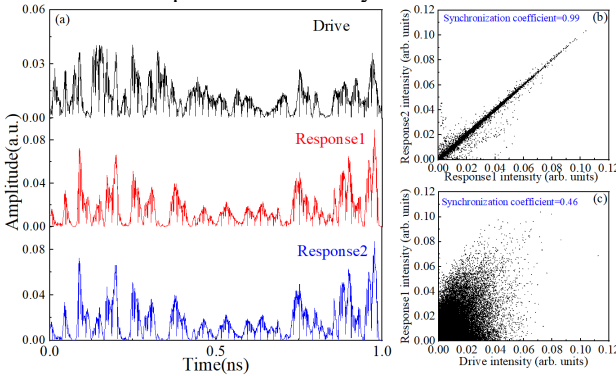 (a)
Drive
0.06
0.03
0.00
Response1
0.08
0.04
0.00
Response2
0.08
0.04
0.00
Amplitude(a.u.)
0.0
0.5
1.0
Time(ns)
Synchronization coefficient=0.99
(b)
0.12
0.10
0.08
0.06
0.04
0.02
0.00
Response2 intensity (arb. units)
0.00 0.02 0.04 0.06 0.08 0.10 0.12
Response1 intensity (arb. units)
(c)
Synchronization coefficient=0.46
0.12
0.10
0.08
0.06
0.04
0.02
0.00
Response1 intensity (arb. units)
0.00 0.02 0.04 0.06 0.08 0.10 0.12
Drive intensity (arb. units)